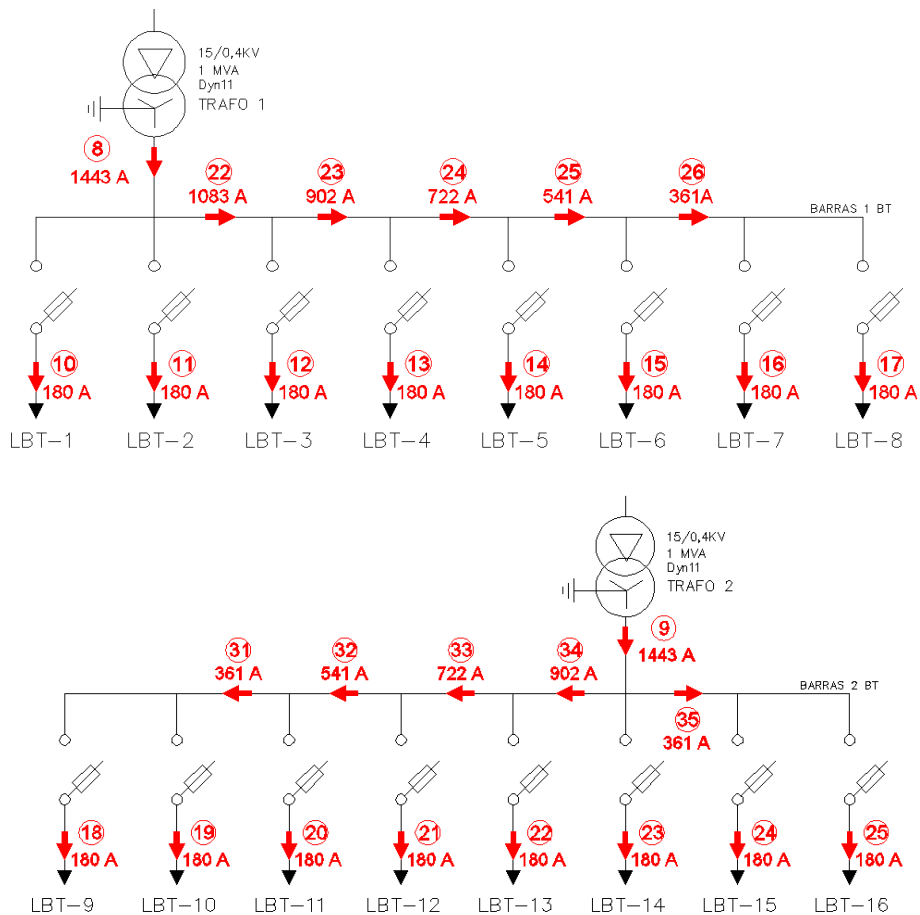 15/0,4KV
1 MVA
Dyn11
TRAFO 1
8
1443 A
22 23 24 25 26
1083 A 902 A 722 A 541 A 361A
BARRAS 1 BT
10 11 12 13 14 15 16 17
180 A 180 A 180 A 180 A 180 A 180 A 180 A 180 A
LBT-1 LBT-2 LBT-3 LBT-4 LBT-5 LBT-6 LBT-7 LBT-8
15/0,4KV
1 MVA
Dyn11
TRAFO 2
9
1443 A
31 32 33 34
361 A 541 A 722 A 902 A
BARRAS 2 BT
35
361 A
18 19 20 21 22 23 24 25
180 A 180 A 180 A 180 A 180 A 180 A 180 A 180 A
LBT-9 LBT-10 LBT-11 LBT-12 LBT-13 LBT-14 LBT-15 LBT-16